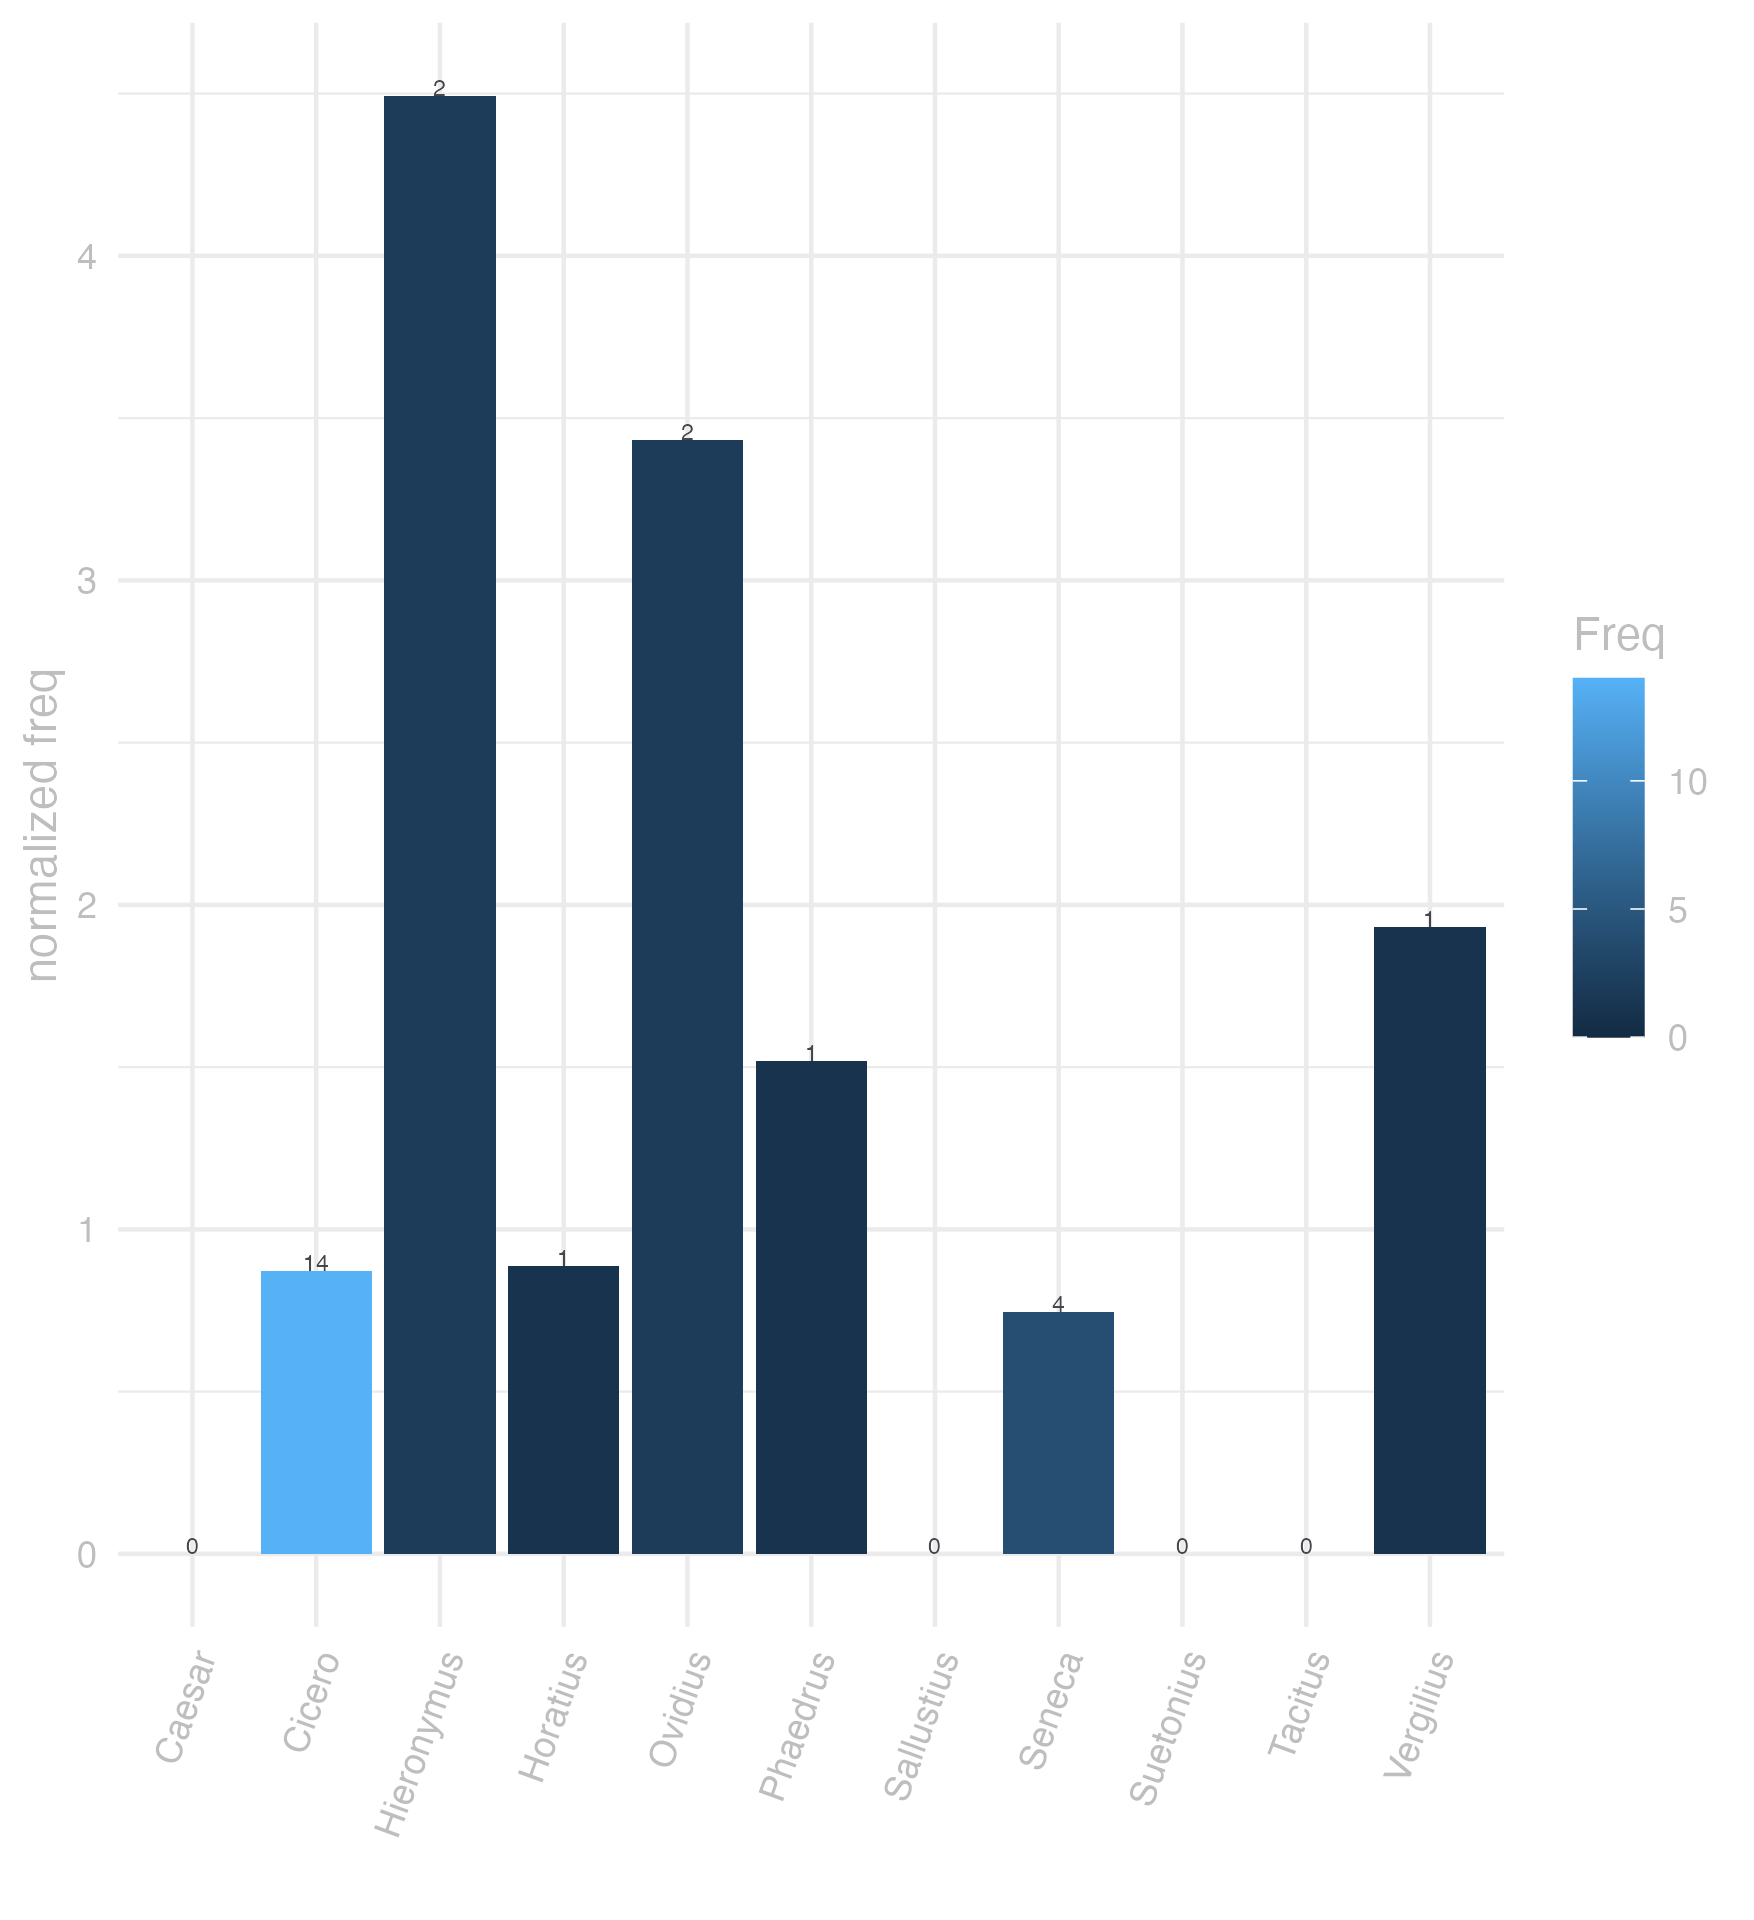 normalized freq
4
3
2
1
0
2
2
1
1
14
1
4
0
0
0
0
Caesar
Cicero
Hieronymus
Horatius
Ovidius
Phaedrus
Sallustius
Seneca
Suetonius
Tacitus
Vergilius
Freq
10
5
0